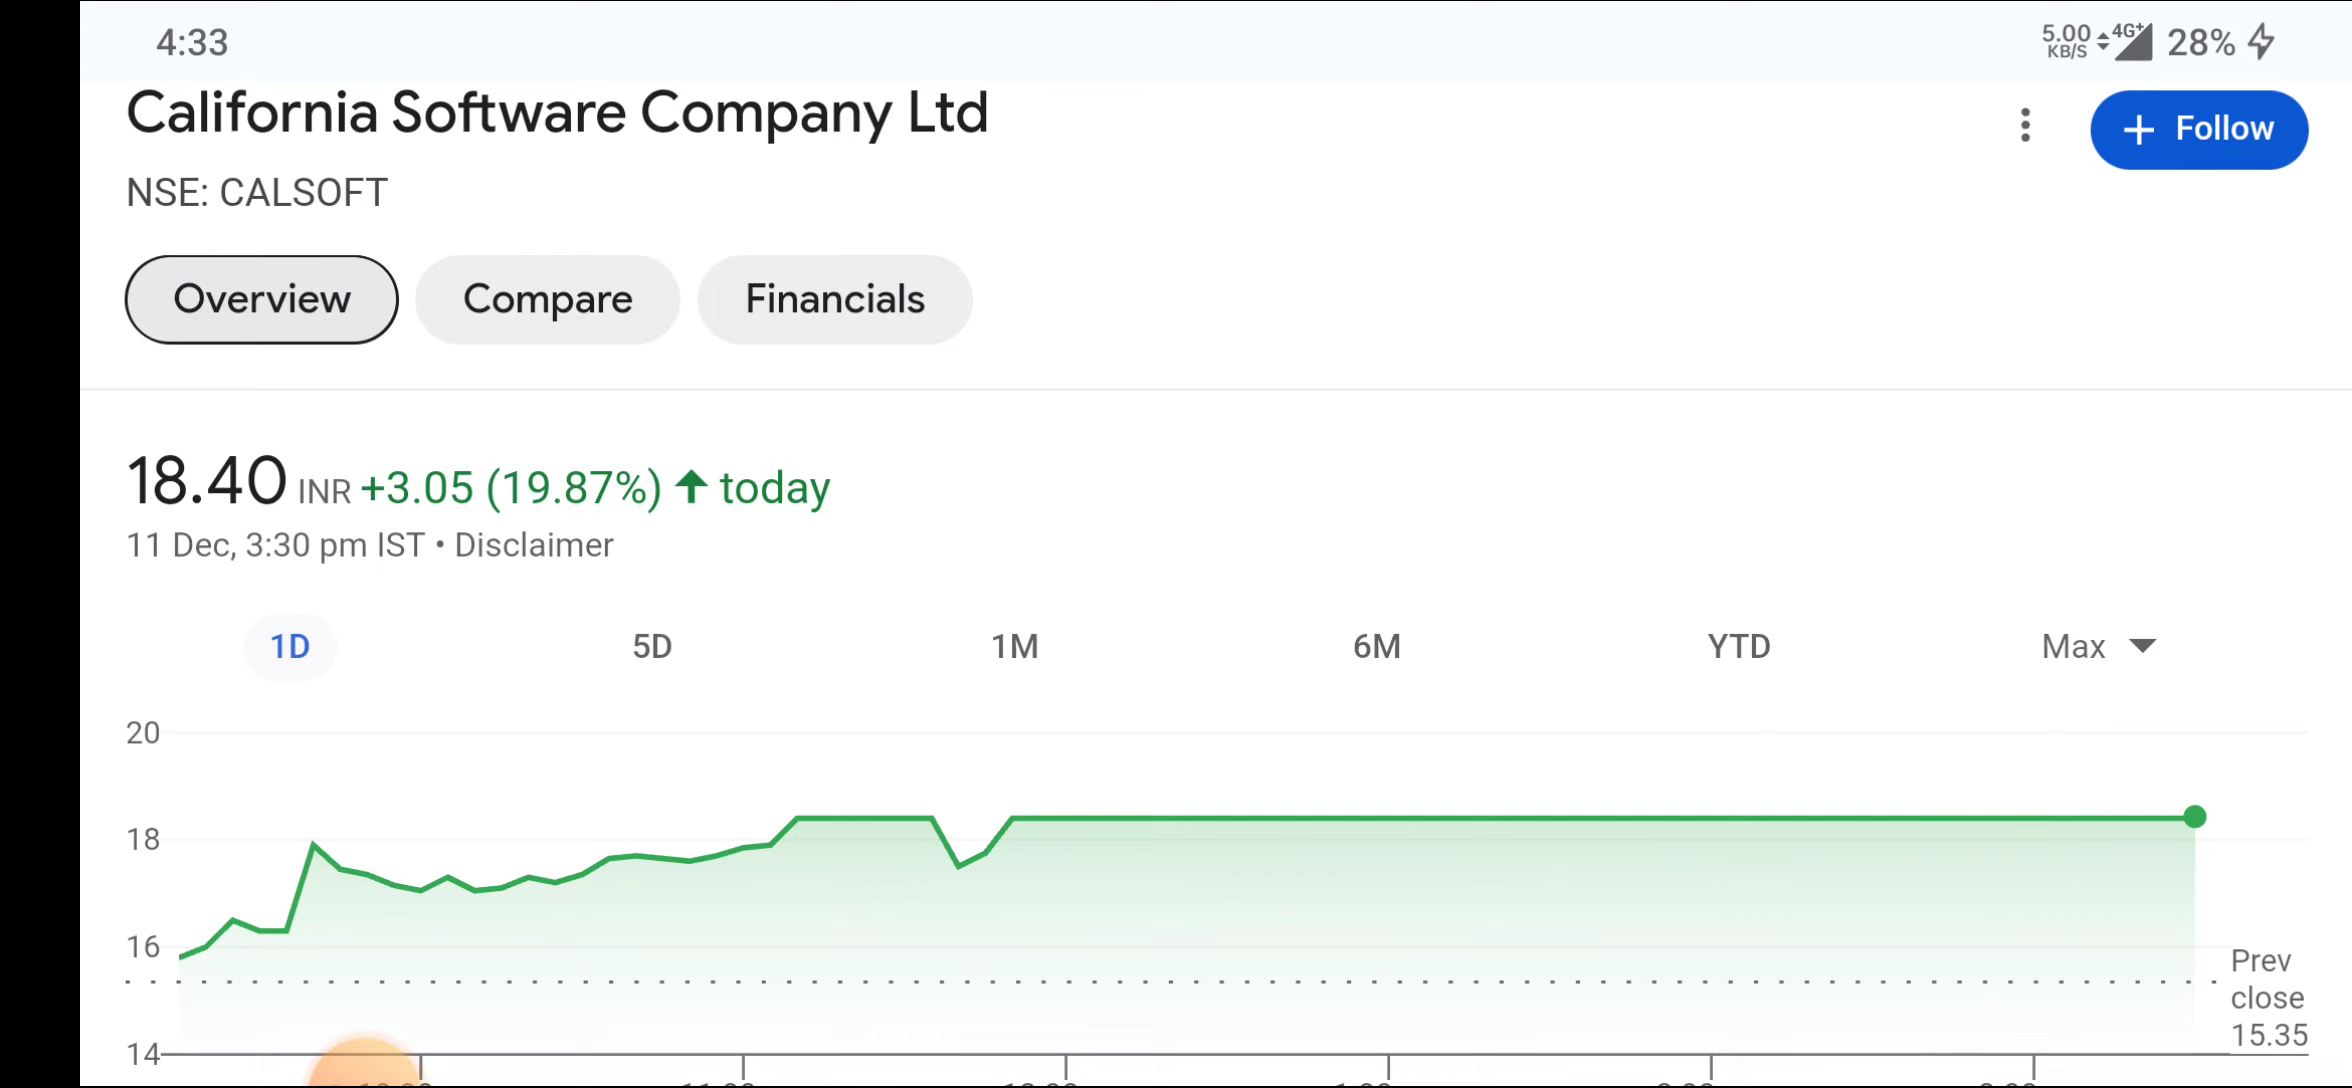 4:33
5.00 KB/S 4G+ 28%
California Software Company Ltd
+ Follow
NSE: CALSOFT
Overview Compare Financials
18.40 INR +3.05 (19.87%) ↑ today
11 Dec, 3:30 pm IST • Disclaimer
1D 5D 1M 6M YTD Max
20
18
16
Prev
close
15.35
14